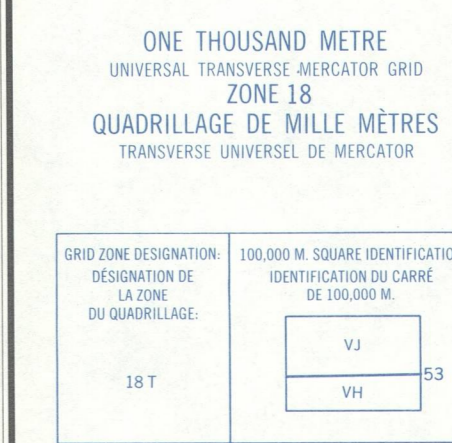 ONE THOUSAND METRE
UNIVERSAL TRANSVERSE MERCATOR GRID
ZONE 18
QUADRILLAGE DE MILLE MÈTRES
TRANSVERSE UNIVERSEL DE MERCATOR
GRID ZONE DESIGNATION:
DÉSIGNATION DE
LA ZONE
DU QUADRILLAGE:
18 T
100,000 M. SQUARE IDENTIFICATIO
IDENTIFICATION DU CARRÉ
DE 100,000 M.
VJ
53
VH